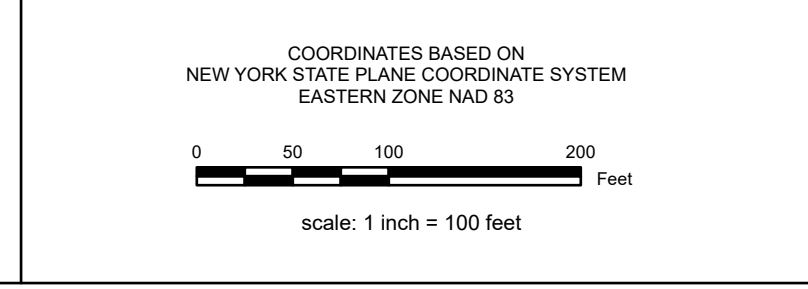 COORDINATES BASED ON
NEW YORK STATE PLANE COORDINATE SYSTEM
EASTERN ZONE NAD 83
0 50 100 200
Feet
scale: 1 inch = 100 feet